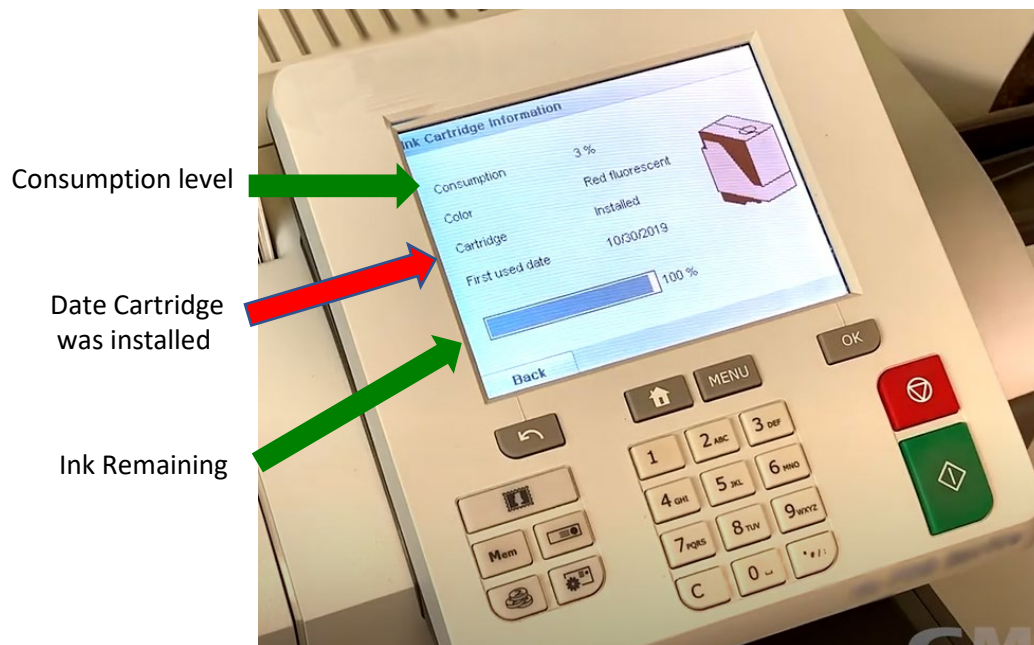 Consumption level
Date Cartridge
was installed
Ink Remaining
Ink Cartridge Information
Consumption 3 %
Color Red fluorescent
Cartridge Installed
First used date 10/30/2019
100 %
Back
OK
MENU
1 2 ABC 3 DEF
4 GHI 5 JKL 6 MNO
7 PQRS 8 TUV 9 WXYZ
C 0 * # / :
Mem